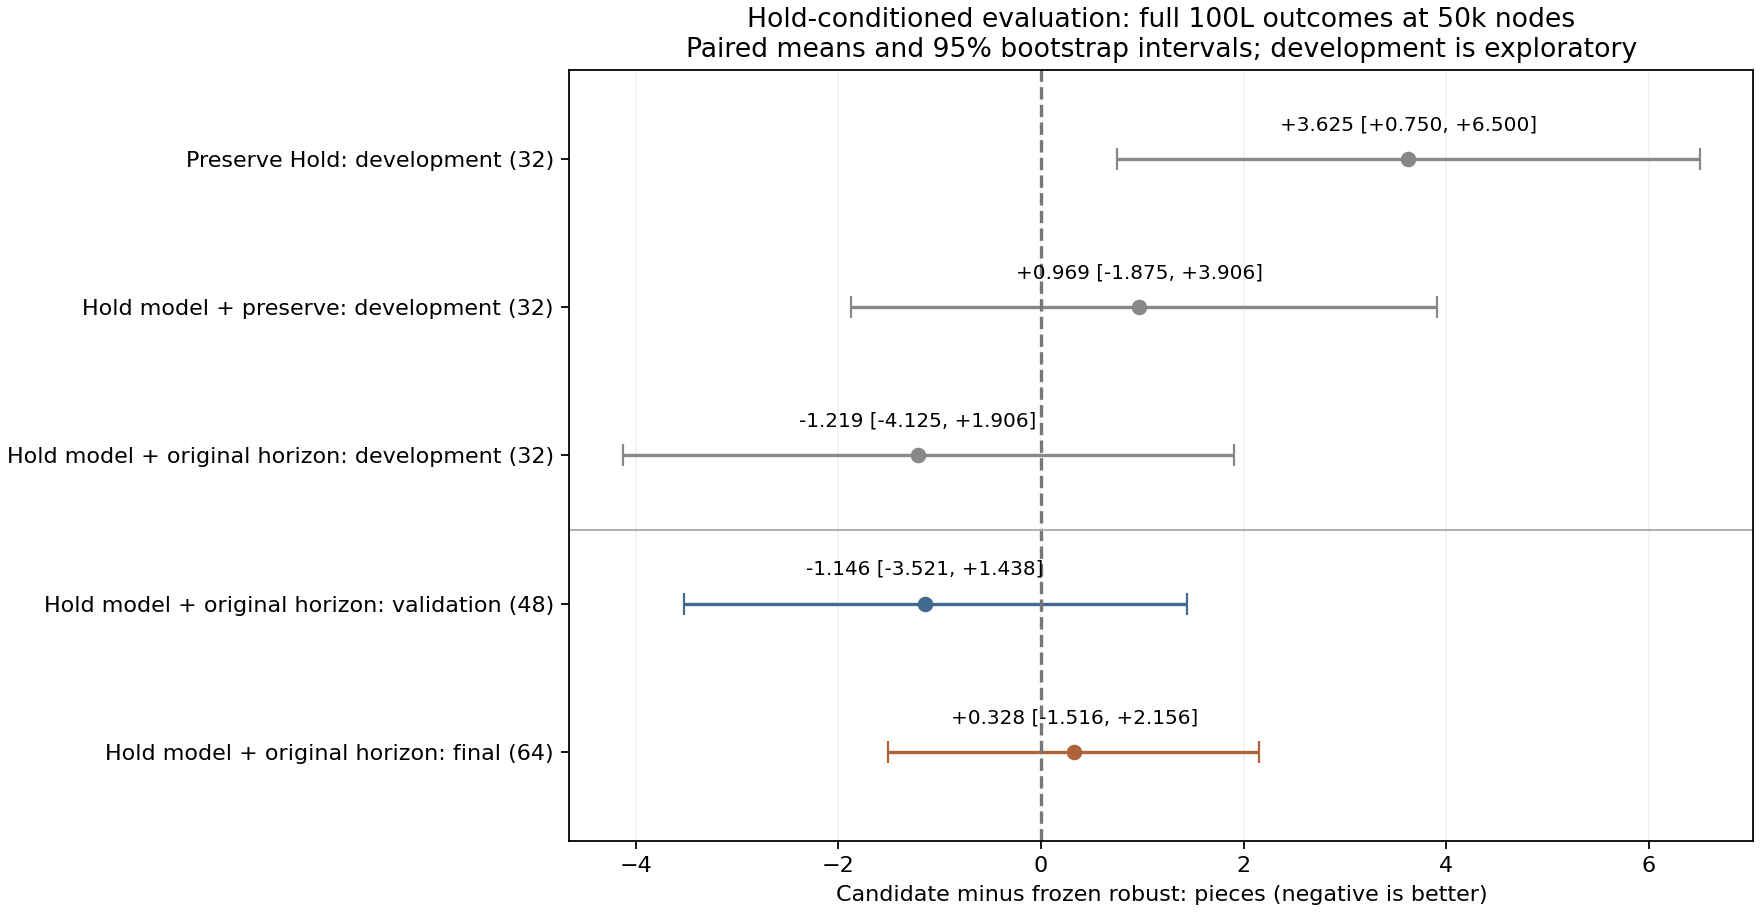 Hold-conditioned evaluation: full 100L outcomes at 50k nodes
Paired means and 95% bootstrap intervals; development is exploratory
+3.625 [+0.750, +6.500]
Preserve Hold: development (32)
+0.969 [-1.875, +3.906]
Hold model + preserve: development (32)
-1.219 [-4.125, +1.906]
Hold model + original horizon: development (32)
-1.146 [-3.521, +1.438]
Hold model + original horizon: validation (48)
+0.328 [-1.516, +2.156]
Hold model + original horizon: final (64)
−4 −2 0 2 4 6
Candidate minus frozen robust: pieces (negative is better)